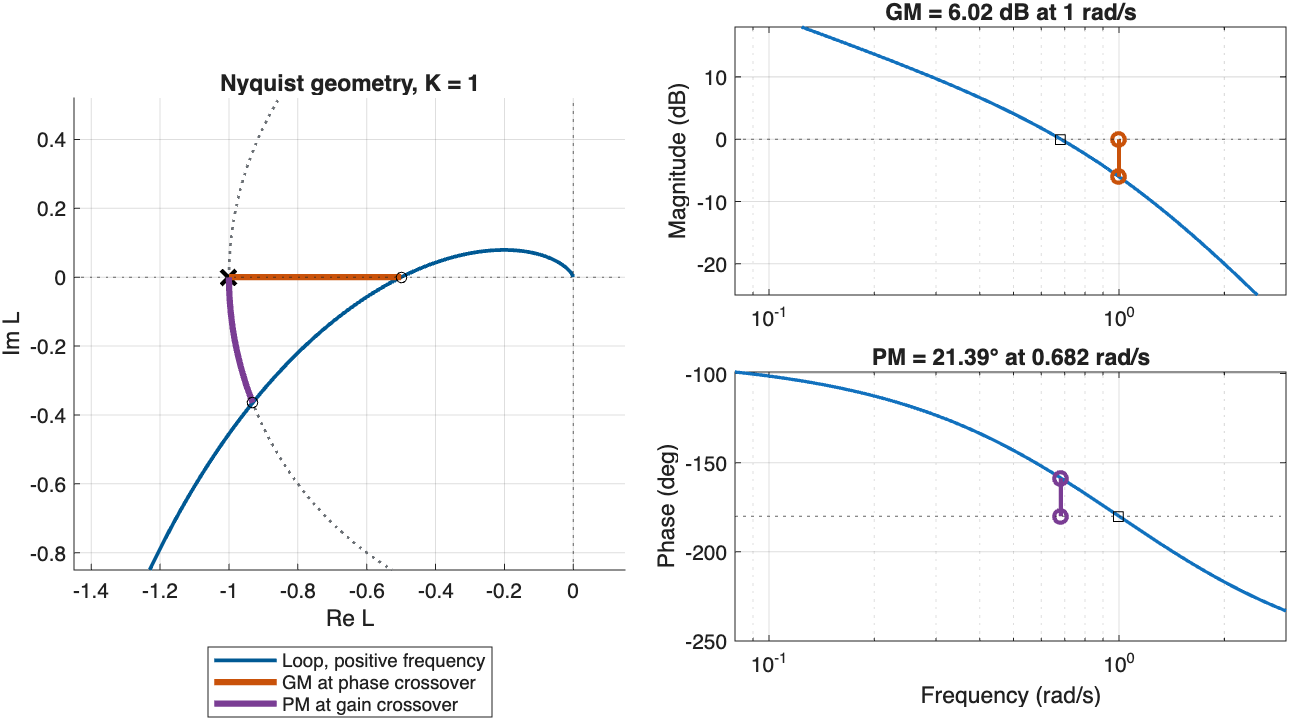 Nyquist geometry, K = 1
Im L
0.4
0.2
0
-0.2
-0.4
-0.6
-0.8
-1.4 -1.2 -1 -0.8 -0.6 -0.4 -0.2 0
Re L
Loop, positive frequency
GM at phase crossover
PM at gain crossover
GM = 6.02 dB at 1 rad/s
Magnitude (dB)
10
0
-10
-20
10-1 100
PM = 21.39° at 0.682 rad/s
Phase (deg)
-100
-150
-200
-250
10-1 100
Frequency (rad/s)